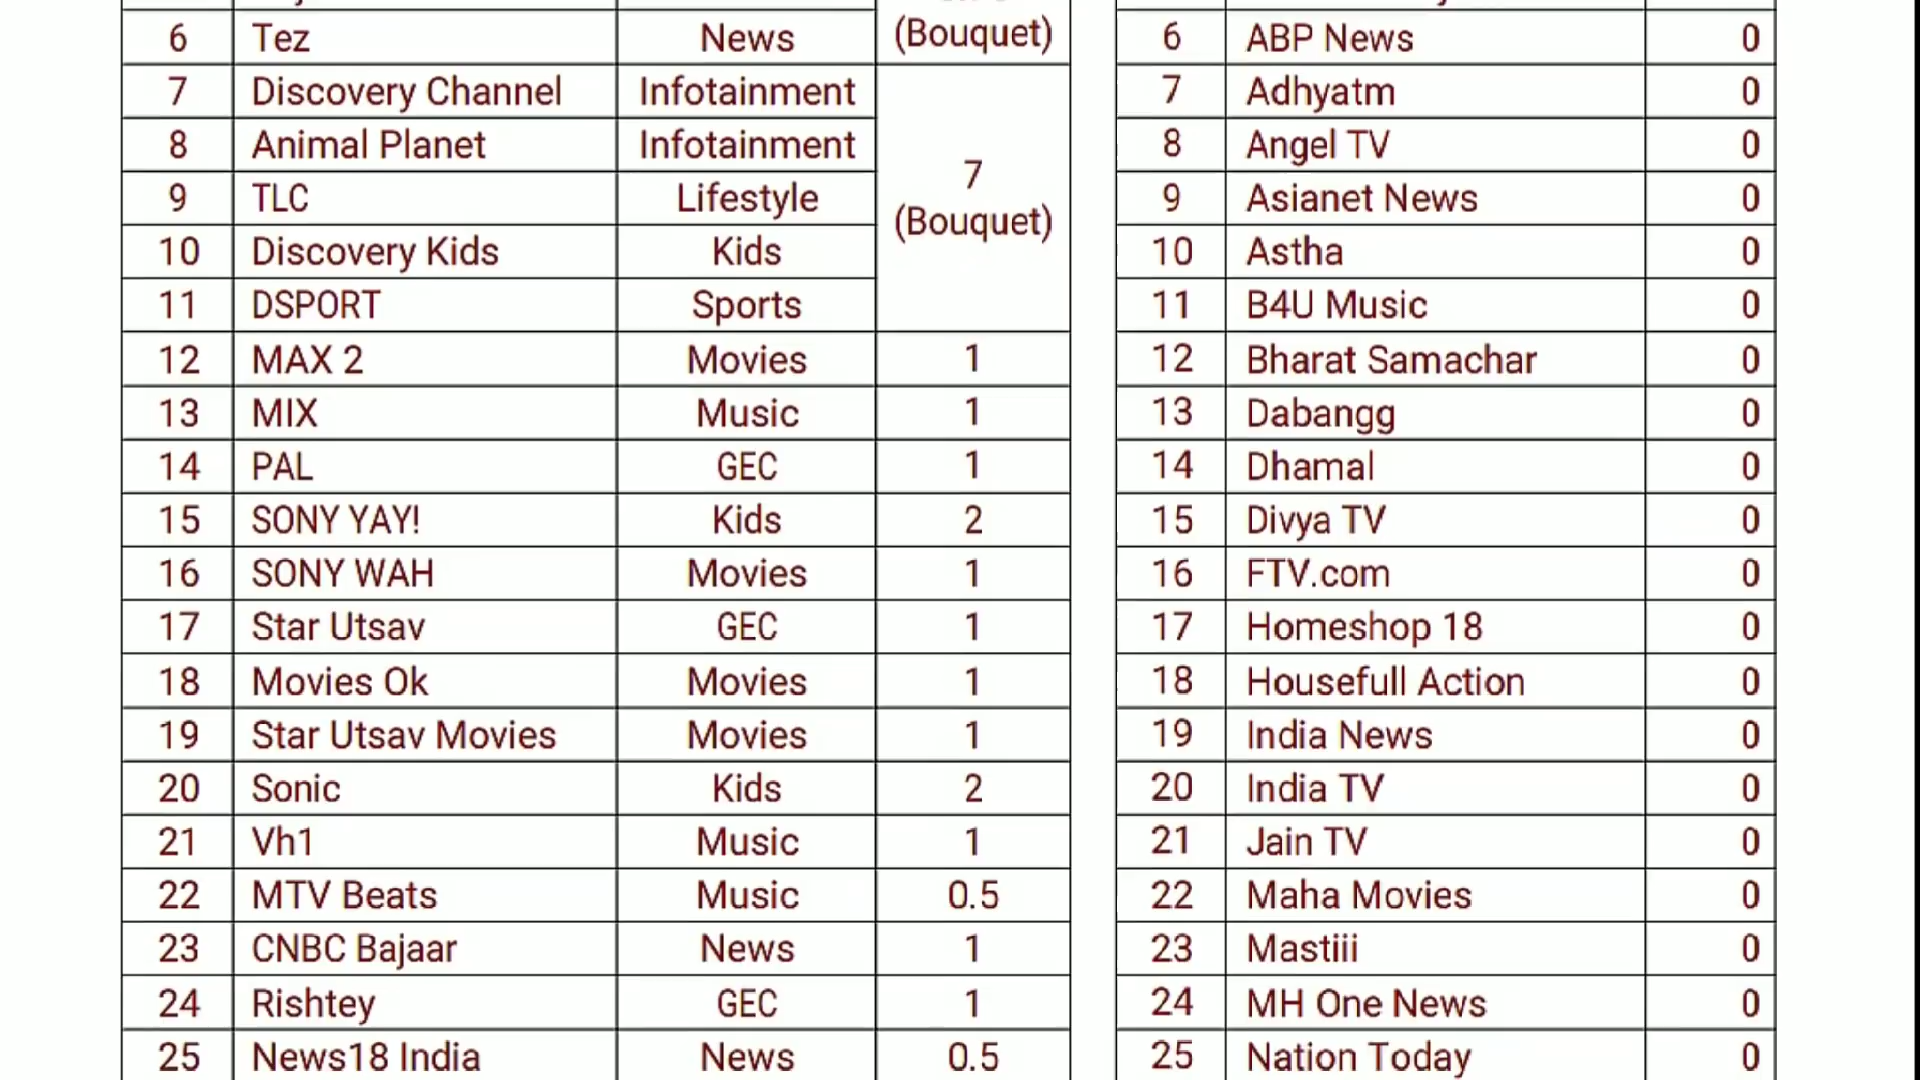 6 Tez News (Bouquet)
7 Discovery Channel Infotainment 7 (Bouquet)
8 Animal Planet Infotainment
9 TLC Lifestyle
10 Discovery Kids Kids
11 DSPORT Sports
12 MAX 2 Movies 1
13 MIX Music 1
14 PAL GEC 1
15 SONY YAY! Kids 2
16 SONY WAH Movies 1
17 Star Utsav GEC 1
18 Movies Ok Movies 1
19 Star Utsav Movies Movies 1
20 Sonic Kids 2
21 Vh1 Music 1
22 MTV Beats Music 0.5
23 CNBC Bajaar News 1
24 Rishtey GEC 1
25 News18 India News 0.5
6 ABP News 0
7 Adhyatm 0
8 Angel TV 0
9 Asianet News 0
10 Astha 0
11 B4U Music 0
12 Bharat Samachar 0
13 Dabangg 0
14 Dhamal 0
15 Divya TV 0
16 FTV.com 0
17 Homeshop 18 0
18 Housefull Action 0
19 India News 0
20 India TV 0
21 Jain TV 0
22 Maha Movies 0
23 Mastiii 0
24 MH One News 0
25 Nation Today 0